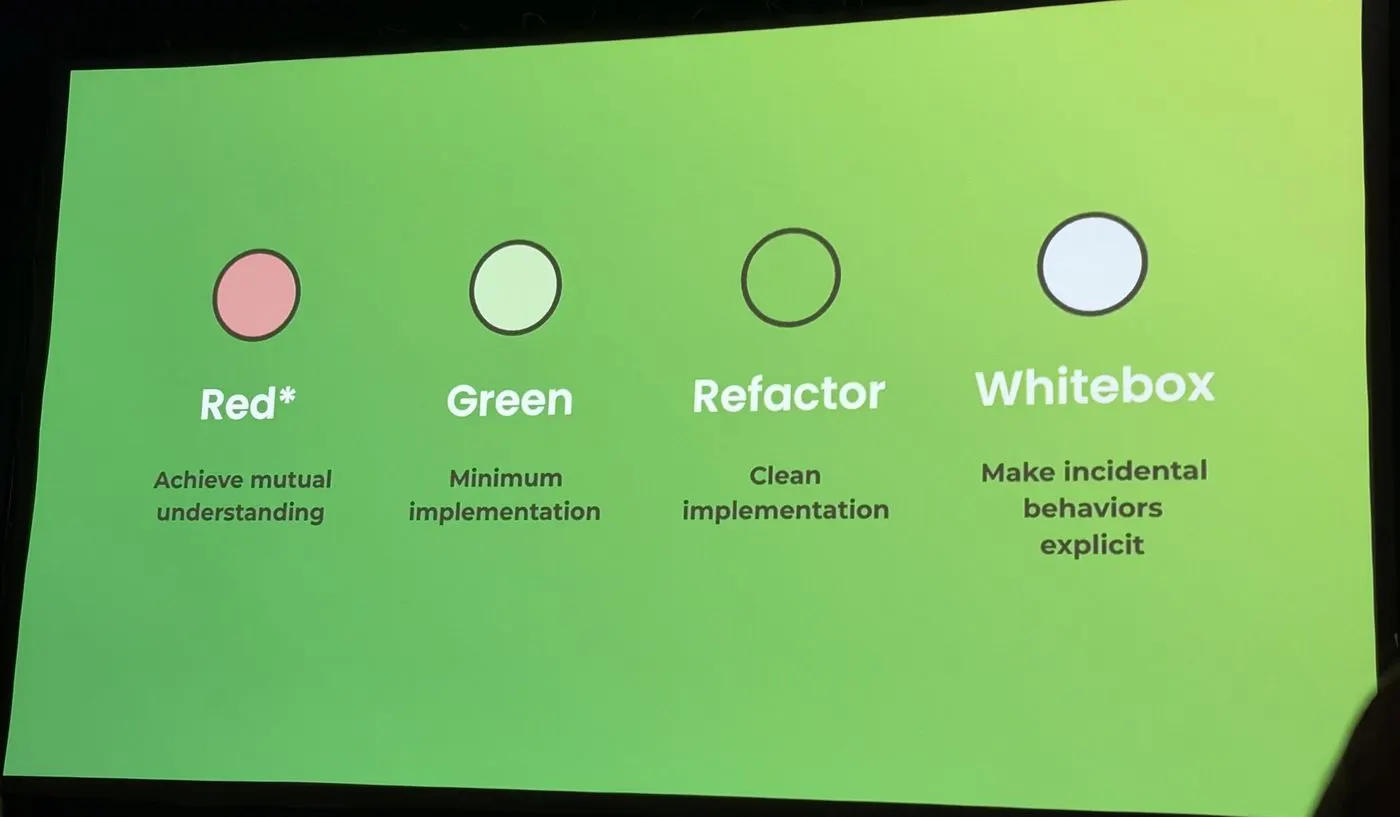 Red*
Achieve mutual
understanding
Green
Minimum
implementation
Refactor
Clean
implementation
Whitebox
Make incidental
behaviors
explicit